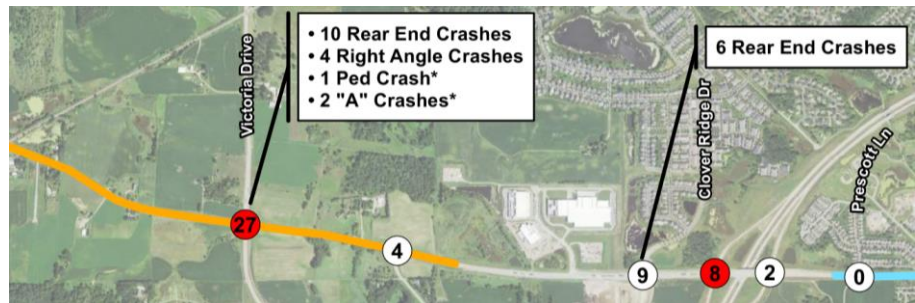 Victoria Drive
• 10 Rear End Crashes
• 4 Right Angle Crashes
• 1 Ped Crash*
• 2 "A" Crashes*
6 Rear End Crashes
Clover Ridge Dr
Prescott Ln
27
4
9
8
2
0